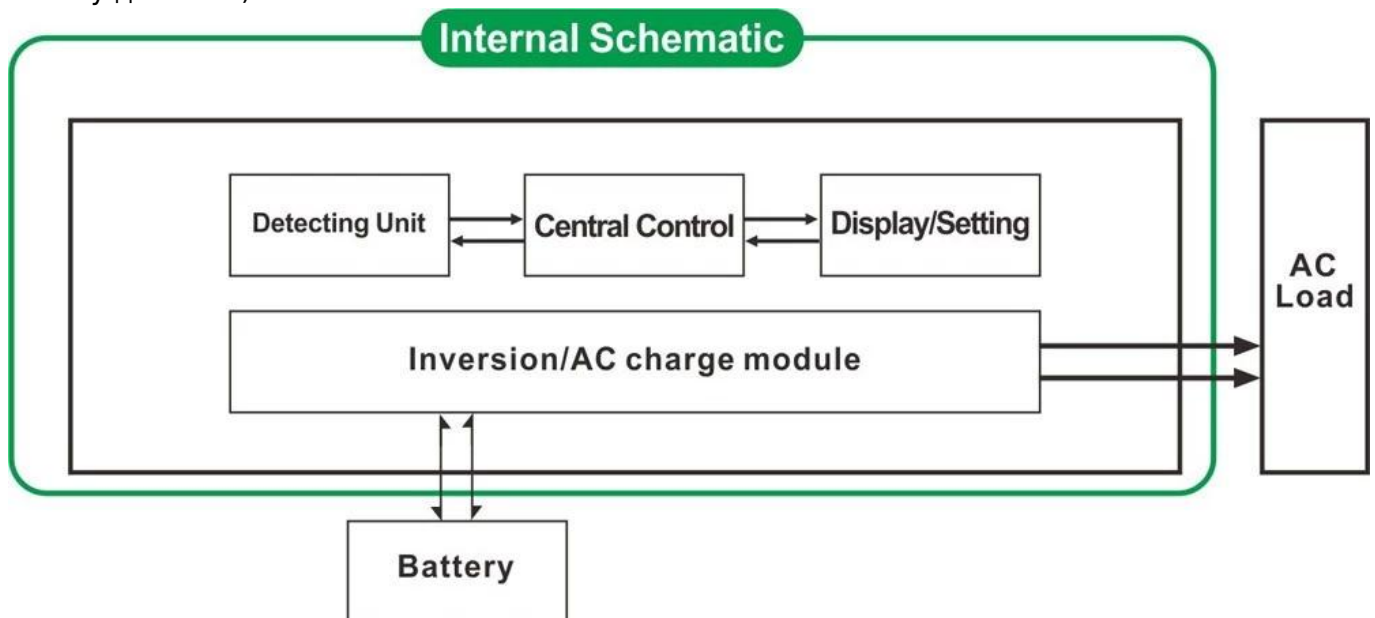 Internal Schematic
Detecting Unit
Central Control
Display/Setting
AC
Load
Inversion/AC charge module
Battery